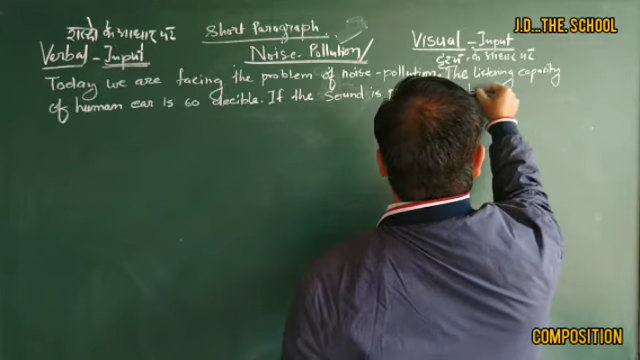 J.D...THE. SCHOOL
शब्दों के आधार पर
Short Paragraph
Verbal-Input
Noise-Pollution
Visual-Input
दृश्य के आधार पर
Today we are facing the problem of noise-pollution. The listening capacity
of human ear is 60 decible. If the sound is
COMPOSITION